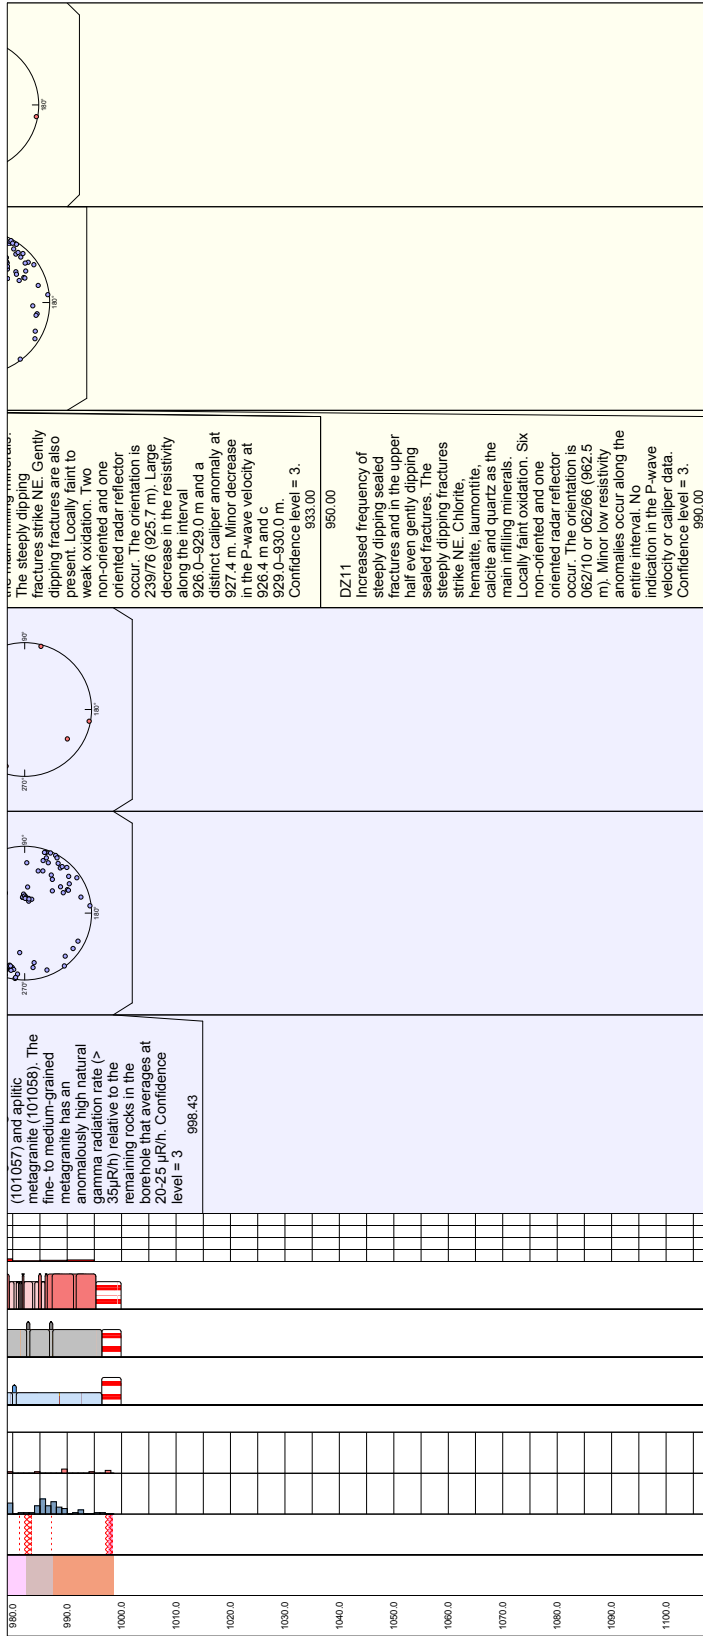 180°
180°
the main infilling minerals.
The steeply dipping
fractures strike NE. Gently
dipping fractures are also
present. Locally faint to
weak oxidation. Two
non-oriented and one
oriented radar reflector
occur. The orientation is
239/76 (925.7 m). Large
decrease in the resistivity
along the interval
926.0–929.0 m and a
distinct caliper anomaly at
927.4 m. Minor decrease
in the P-wave velocity at
926.4 m and c
929.0–930.0 m.
Confidence level = 3.
933.00
950.00
DZ11
Increased frequency of
steeply dipping sealed
fractures and in the upper
half even gently dipping
sealed fractures. The
steeply dipping fractures
strike NE. Chlorite,
hematite, laumontite,
calcite and quartz as the
main infilling minerals.
Locally faint oxidation. Six
non-oriented and one
oriented radar reflector
occur. The orientation is
062/10 or 062/66 (962.5
m). Minor low resistivity
anomalies occur along the
entire interval. No
indication in the P-wave
velocity or caliper data.
Confidence level = 3.
990.00
90°
180°
270°
90°
180°
270°
(101057) and aplitic
metagranite (101058). The
fine- to medium-grained
metagranite has an
anomalously high natural
gamma radiation rate (>
35µR/h) relative to the
remaining rocks in the
borehole that averages at
20-25 µR/h. Confidence
level = 3
998.43
980.0
990.0
1000.0
1010.0
1020.0
1030.0
1040.0
1050.0
1060.0
1070.0
1080.0
1090.0
1100.0